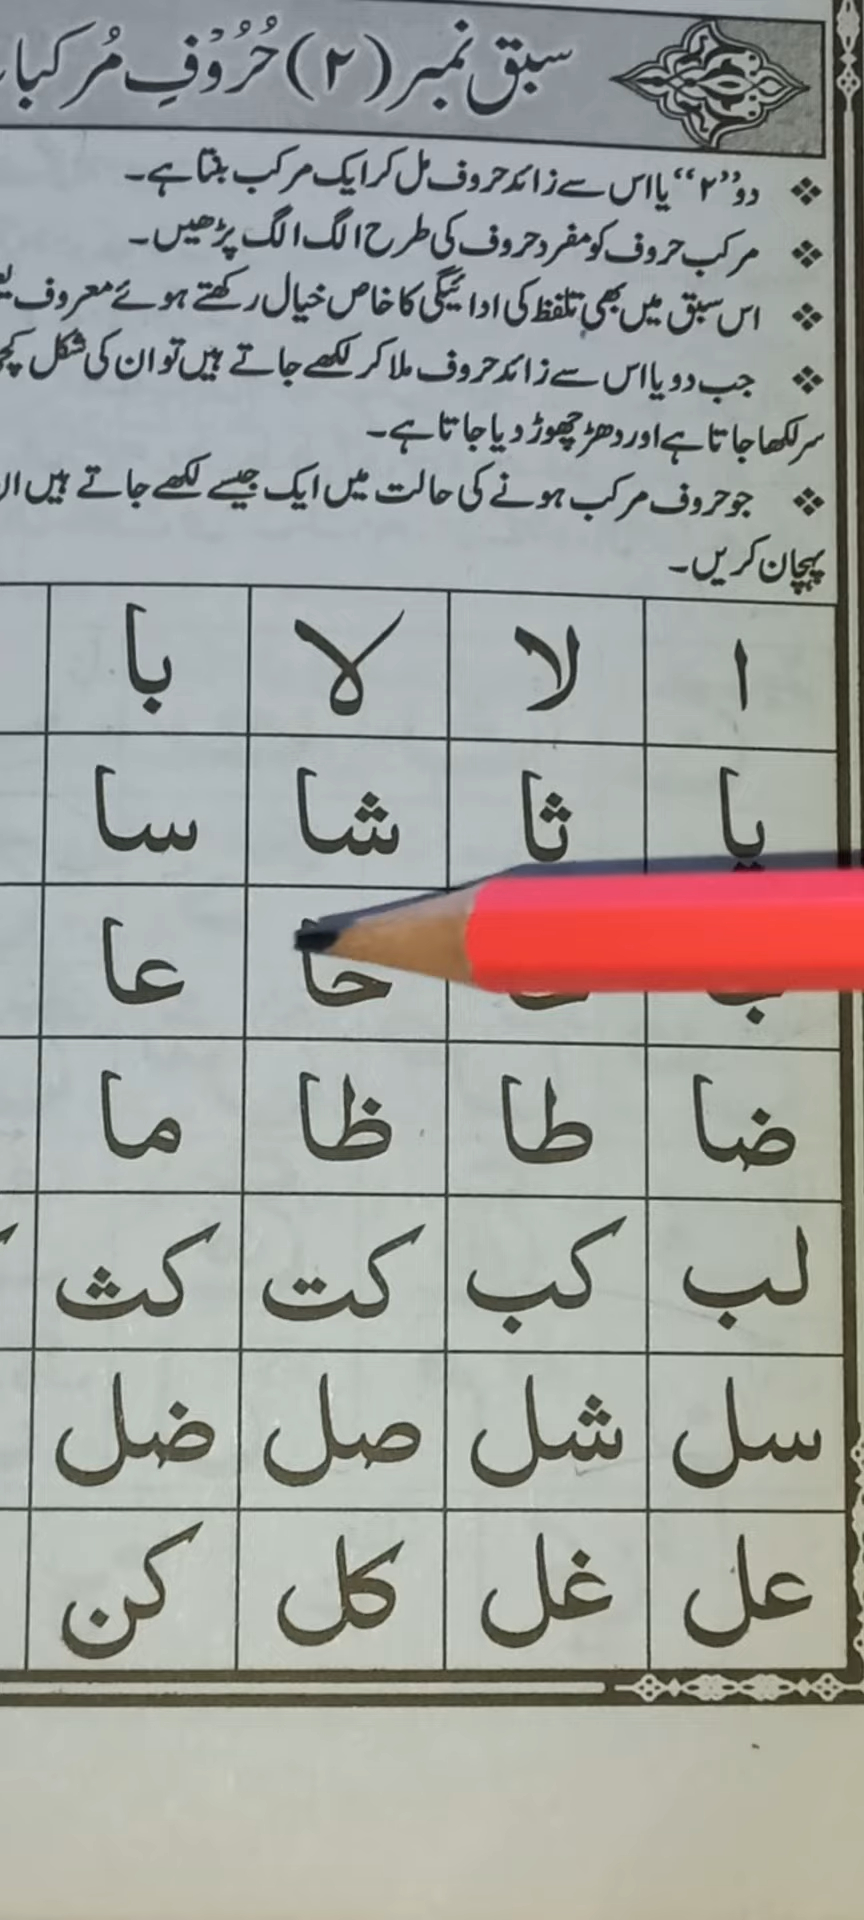 سبق نمبر (۲) حُرُوْفِ مُرکبا
دو ”۲“ یا اس سے زائد حروف مل کر ایک مرکب بنتا ہے۔
مرکب حروف کو مفرد حروف کی طرح الگ الگ پڑھیں۔
اس سبق میں بھی تلفظ کی ادائیگی کا خاص خیال رکھتے ہوئے معروف
جب دو یا اس سے زائد حروف ملا کر لکھے جاتے ہیں تو ان کی شکل
سر لکھا جاتا ہے اور دھڑ چھوڑ دیا جاتا ہے۔
جو حروف مرکب ہونے کی حالت میں ایک جیسے لکھے جاتے ہیں
پہچان کریں۔
ا لا لا با
یا ثا شا سا
حا عا
ضا طا ظا ما
لب کب کت کث
سل شل صل ضل
عل غل کل کن